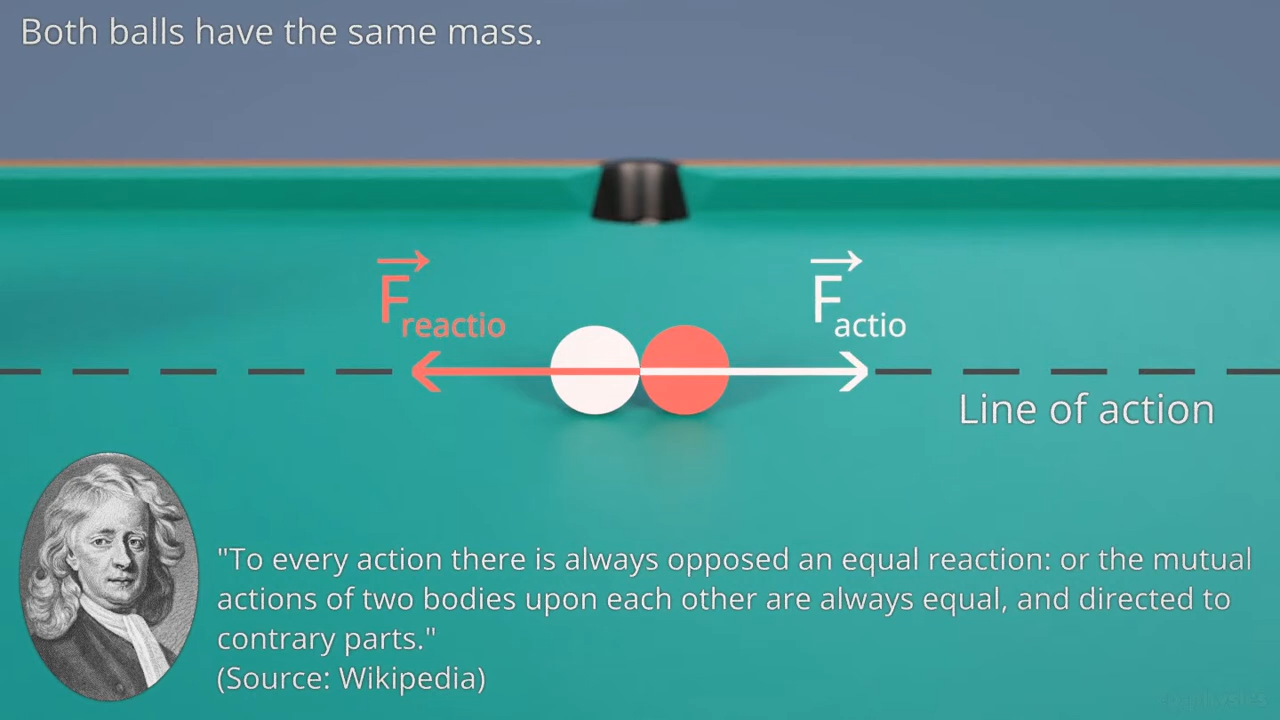 Both balls have the same mass.
F reactio
F actio
Line of action
"To every action there is always opposed an equal reaction: or the mutual
actions of two bodies upon each other are always equal, and directed to
contrary parts."
(Source: Wikipedia)